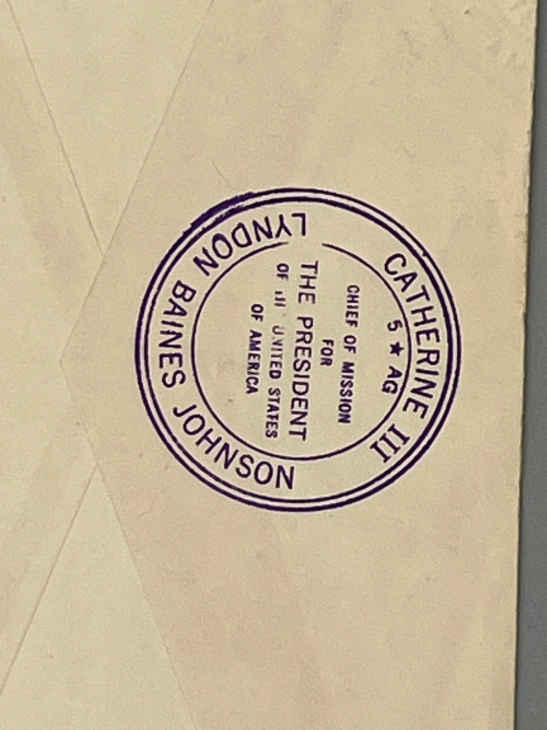 CATHERINE III
5 ★ AG
CHIEF OF MISSION
FOR
THE PRESIDENT
OF THE UNITED STATES
OF AMERICA
LYNDON BAINES JOHNSON